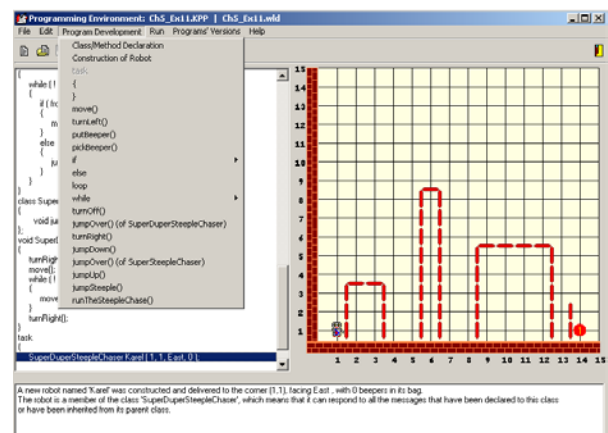 Programming Environment: Ch5_Ex11.KPP | Ch5_Ex11.wld
File Edit Program Development Run Programs' Versions Help
Class/Method Declaration
Construction of Robot
task
{
}
move()
turnLeft()
putBeeper()
pickBeeper()
if
else
loop
while
turnOff()
jumpOver() (of SuperDuperSteepleChaser)
turnRight()
jumpDown()
jumpOver() (of SuperSteepleChaser)
jumpUp()
jumpSteeple()
runTheSteepleChase()
{
while ( !
{
if ( fro
{
m
}
else
{
ju
}
}
}
class Super
{
void ju
};
void Super
{
turnRigh
move();
while ( !
{
move
}
turnRight();
}
task
{
SuperDuperSteepleChaser Karel ( 1, 1, East, 0 );
15
14
13
12
11
10
9
8
7
6
5
4
3
2
1
1 2 3 4 5 6 7 8 9 10 11 12 13 14 15
1
A new robot named 'Karel' was constructed and delivered to the corner (1,1), facing East , with 0 beepers in its bag.
The robot is a member of the class 'SuperDuperSteepleChaser', which means that it can respond to all the messages that have been declared to this class
or have been inherited from its parent class.